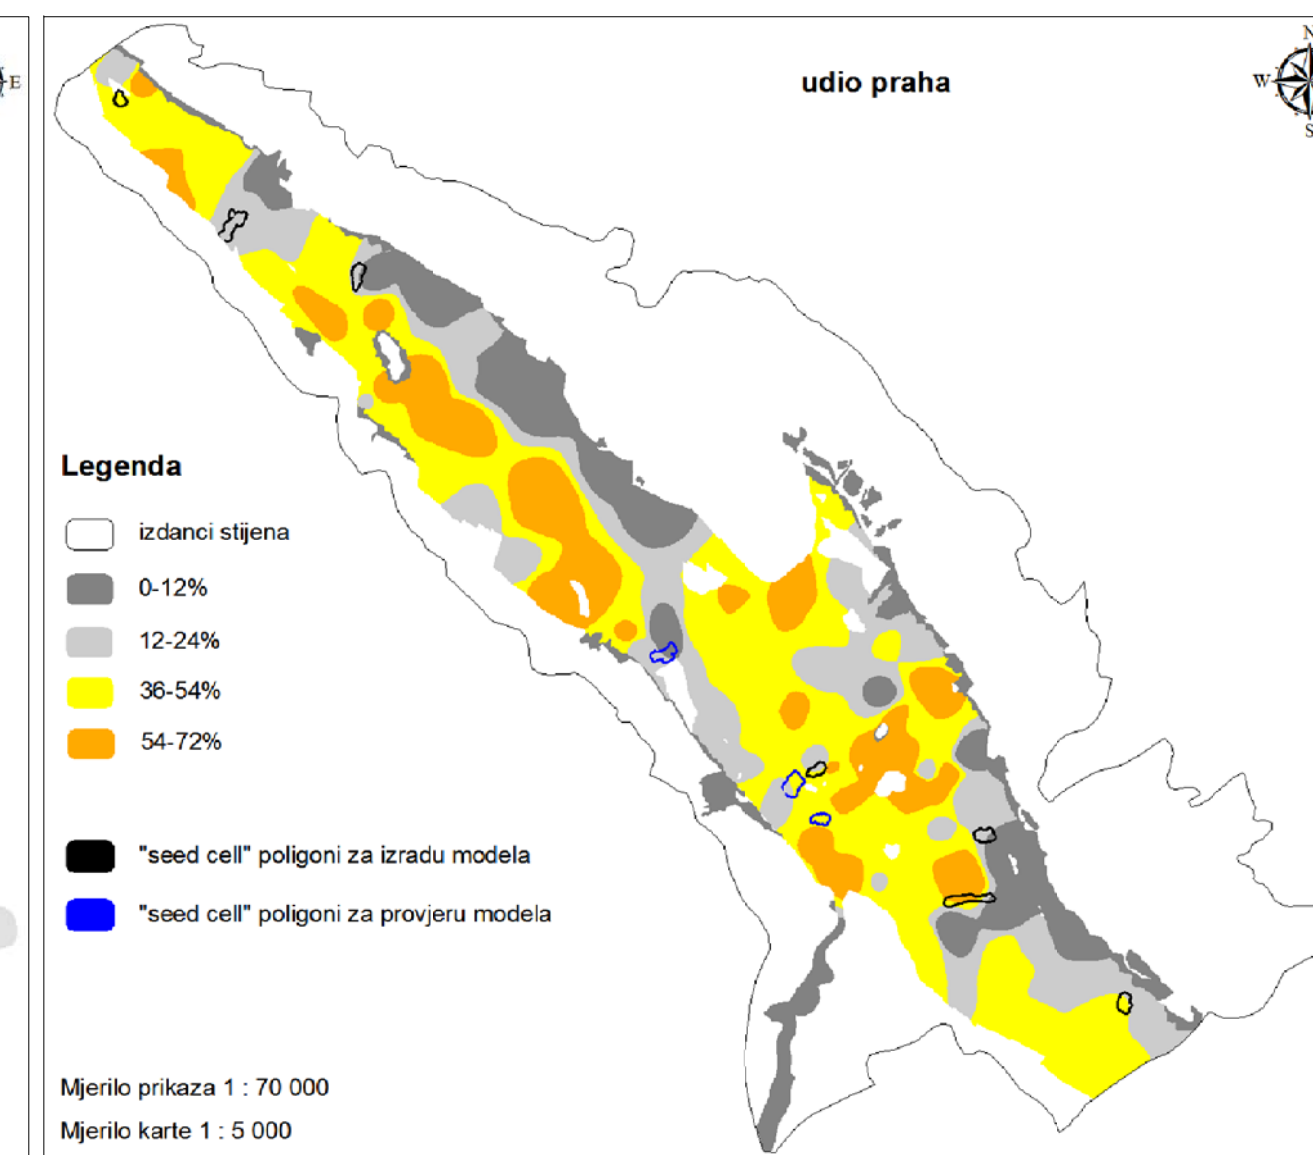 udio praha
N
E
W
S
Legenda
izdanci stijena
0-12%
12-24%
36-54%
54-72%
"seed cell" poligoni za izradu modela
"seed cell" poligoni za provjeru modela
Mjerilo prikaza 1 : 70 000
Mjerilo karte 1 : 5 000